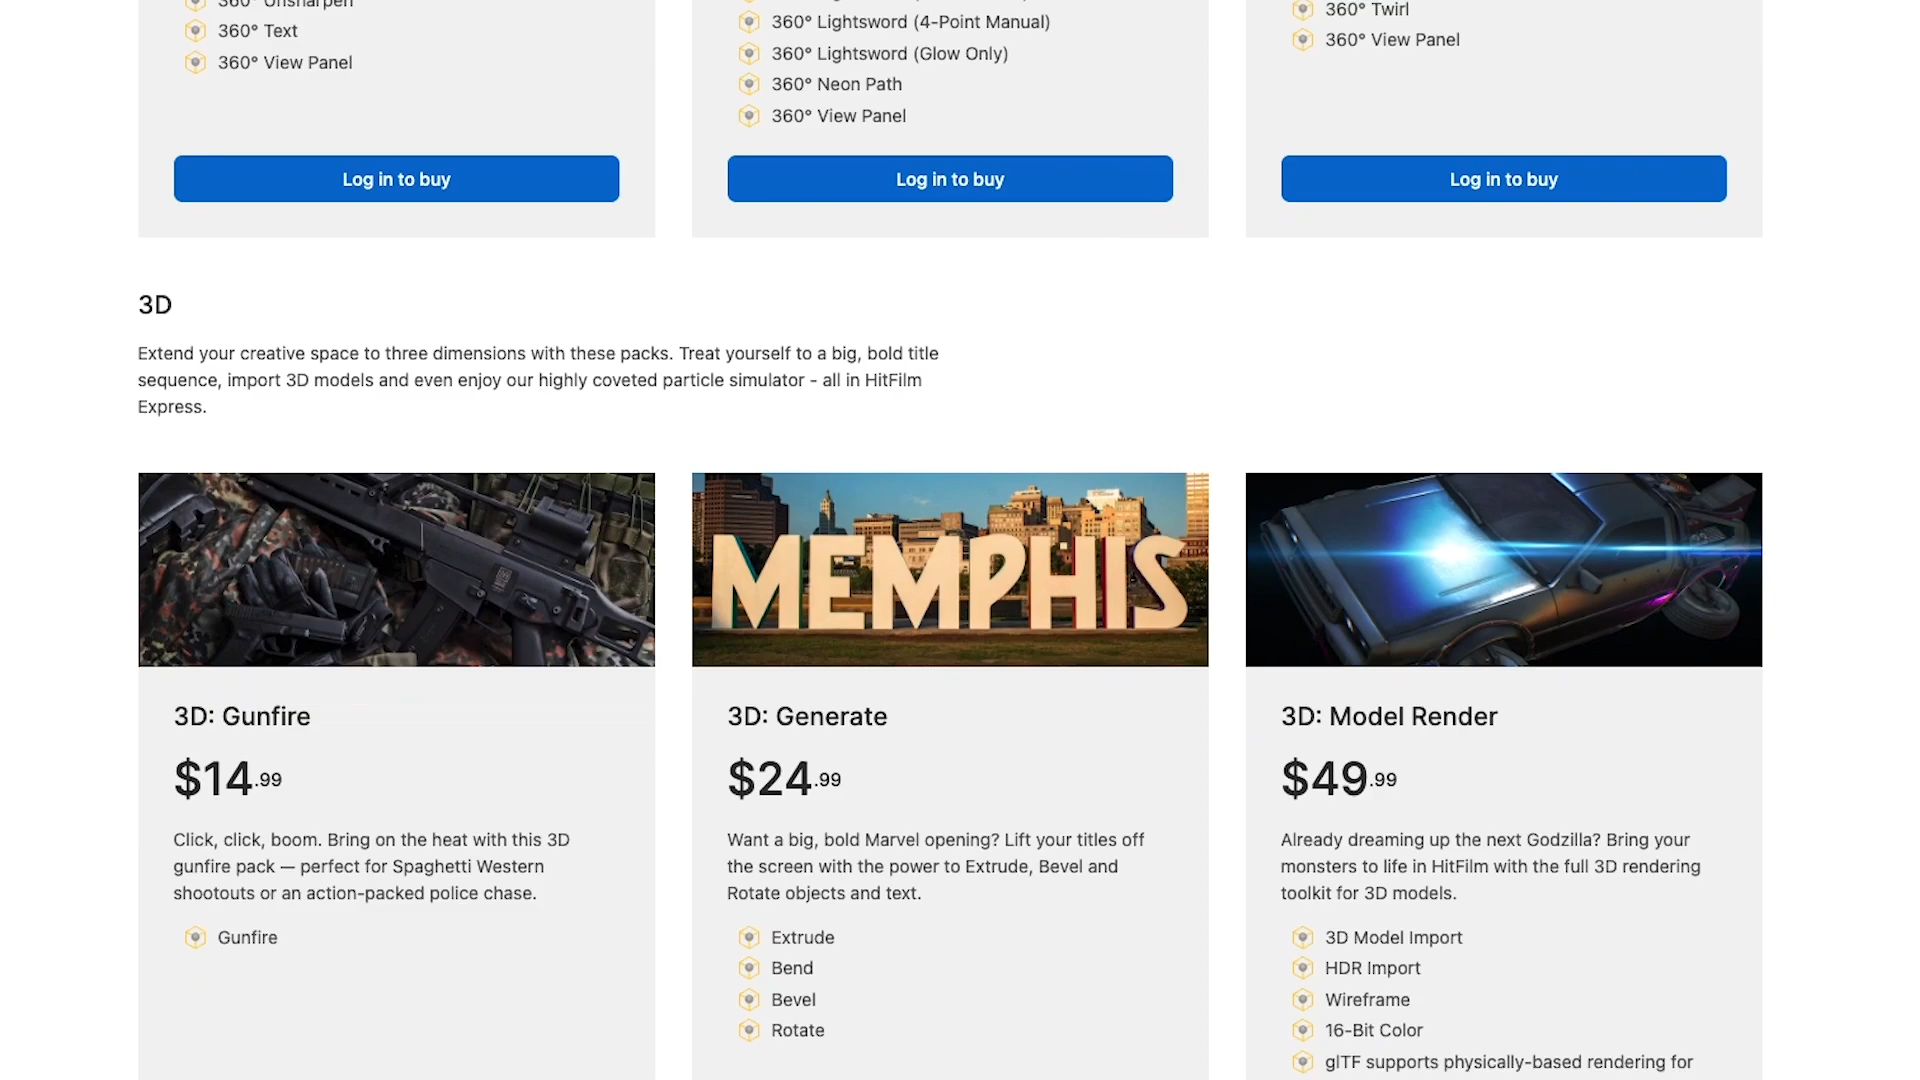 360° Unsharpen
360° Text
360° View Panel
Log in to buy
360° Lightsword (4-Point Manual)
360° Lightsword (Glow Only)
360° Neon Path
360° View Panel
Log in to buy
360° Twirl
360° View Panel
Log in to buy
3D
Extend your creative space to three dimensions with these packs. Treat yourself to a big, bold title
sequence, import 3D models and even enjoy our highly coveted particle simulator - all in HitFilm
Express.
3D: Gunfire
$14.99
Click, click, boom. Bring on the heat with this 3D
gunfire pack — perfect for Spaghetti Western
shootouts or an action-packed police chase.
Gunfire
MEMPHIS
3D: Generate
$24.99
Want a big, bold Marvel opening? Lift your titles off
the screen with the power to Extrude, Bevel and
Rotate objects and text.
Extrude
Bend
Bevel
Rotate
3D: Model Render
$49.99
Already dreaming up the next Godzilla? Bring your
monsters to life in HitFilm with the full 3D rendering
toolkit for 3D models.
3D Model Import
HDR Import
Wireframe
16-Bit Color
glTF supports physically-based rendering for